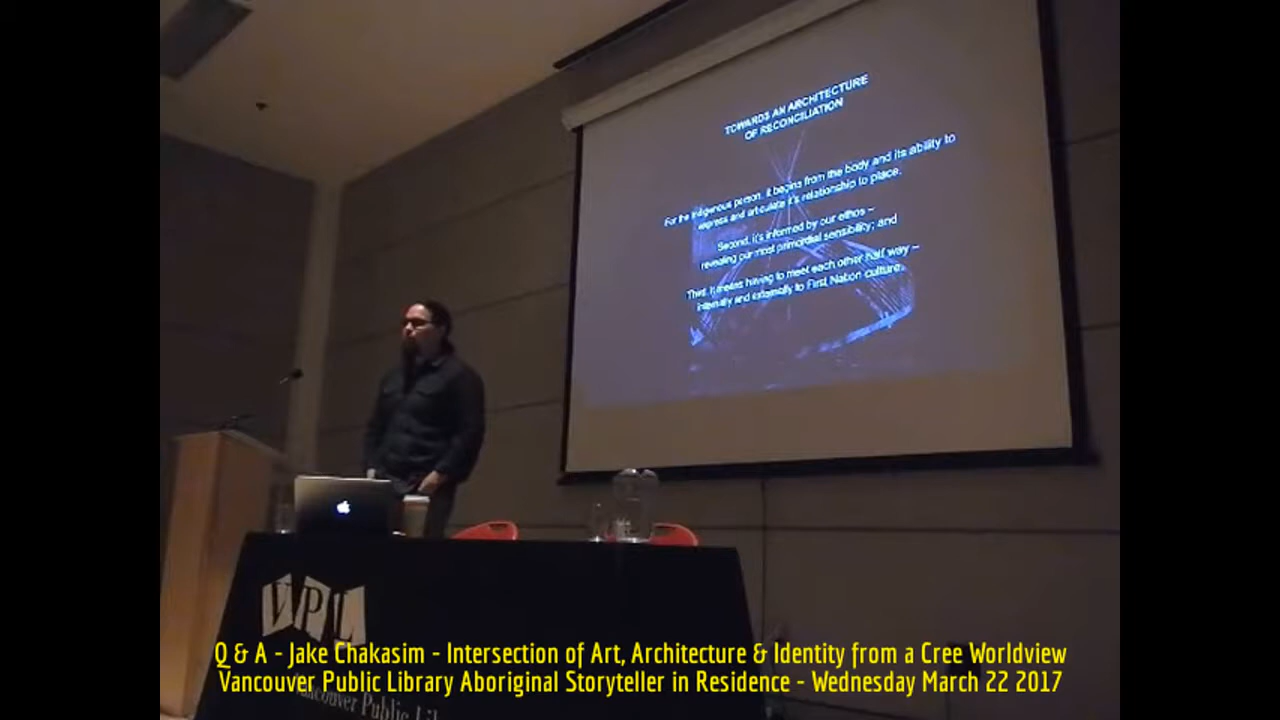 TOWARDS AN ARCHITECTURE
OF RECONCILIATION
For the Indigenous person, it begins from the body and its ability to
express and articulate it's relationship to place.
Second, it's informed by our ethos –
revealing our most primordial sensibility; and
Third, it means having to meet each other half way –
internally and externally to First Nation culture.
VPL
Vancouver Public
Q & A - Jake Chakasim - Intersection of Art, Architecture & Identity from a Cree Worldview
Vancouver Public Library Aboriginal Storyteller in Residence - Wednesday March 22 2017